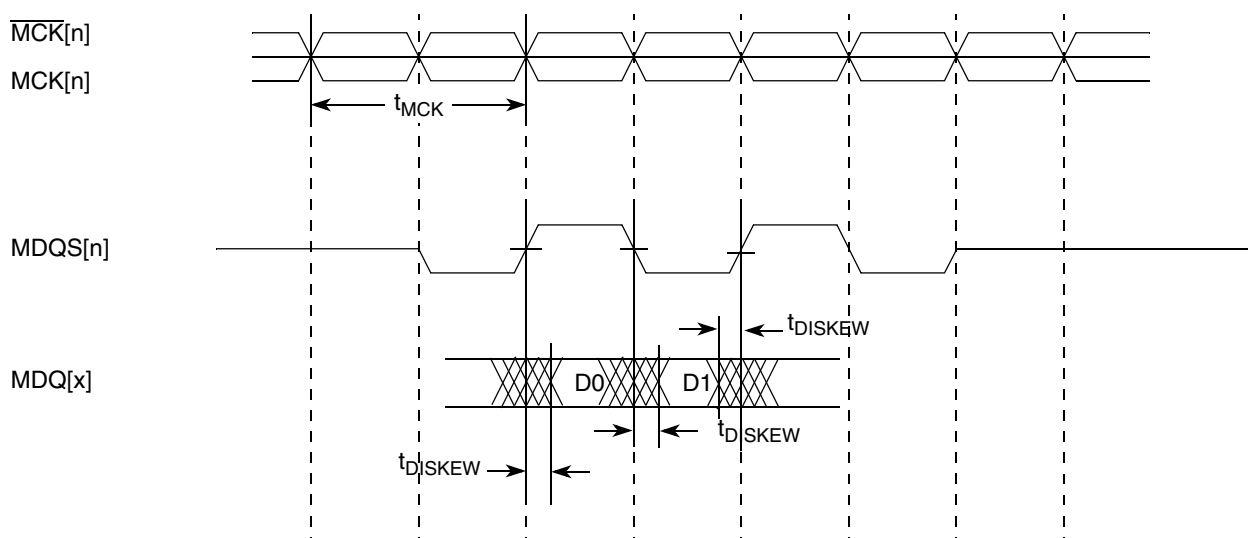 MCK[n]
MCK[n]
tMCK
MDQS[n]
tDISKEW
MDQ[x]
D0
D1
tDISKEW
tDISKEW